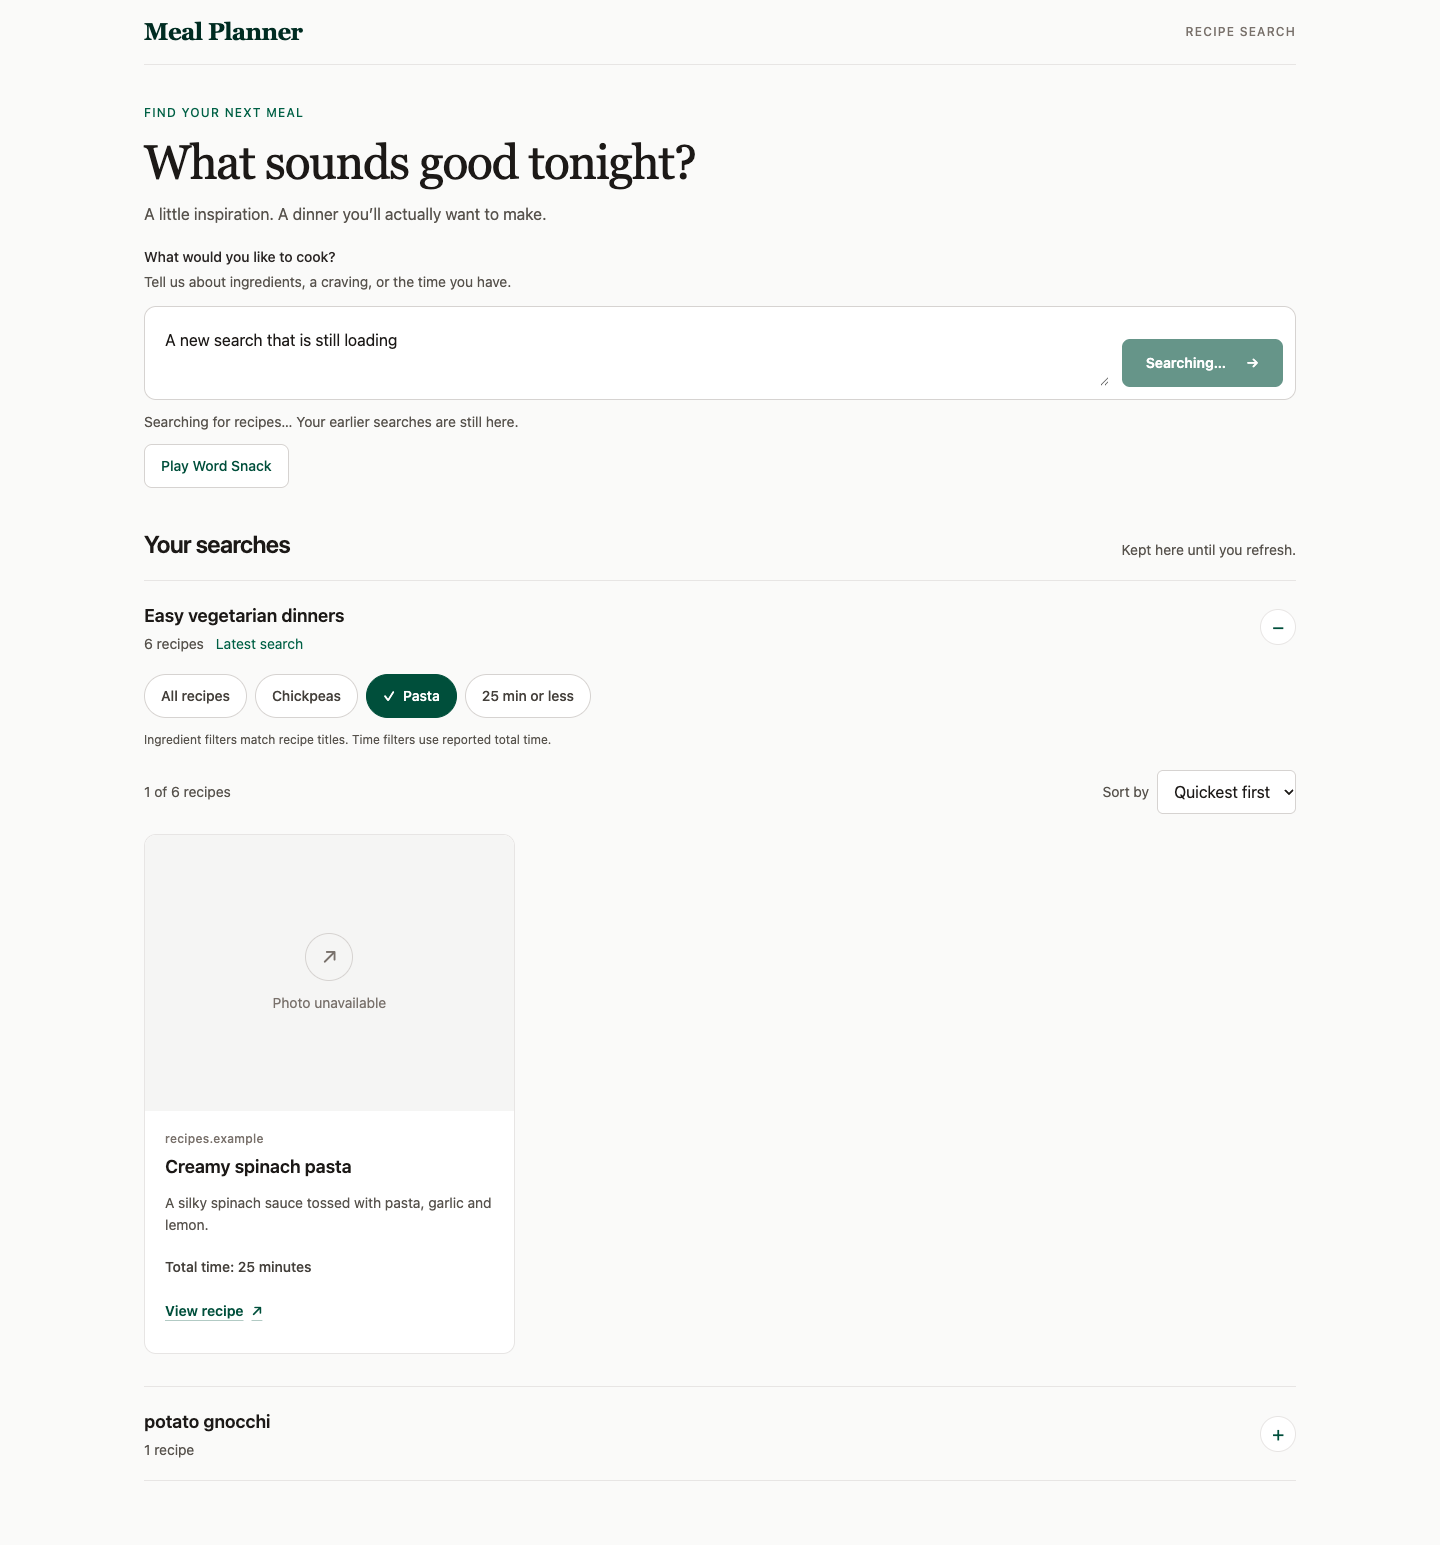 Meal Planner
RECIPE SEARCH
FIND YOUR NEXT MEAL
What sounds good tonight?
A little inspiration. A dinner you’ll actually want to make.
What would you like to cook?
Tell us about ingredients, a craving, or the time you have.
A new search that is still loading
Searching...
Searching for recipes... Your earlier searches are still here.
Play Word Snack
Your searches
Kept here until you refresh.
Easy vegetarian dinners
6 recipes Latest search
All recipes
Chickpeas
Pasta
25 min or less
Ingredient filters match recipe titles. Time filters use reported total time.
1 of 6 recipes
Sort by
Quickest first
Photo unavailable
recipes.example
Creamy spinach pasta
A silky spinach sauce tossed with pasta, garlic and
lemon.
Total time: 25 minutes
View recipe
potato gnocchi
1 recipe